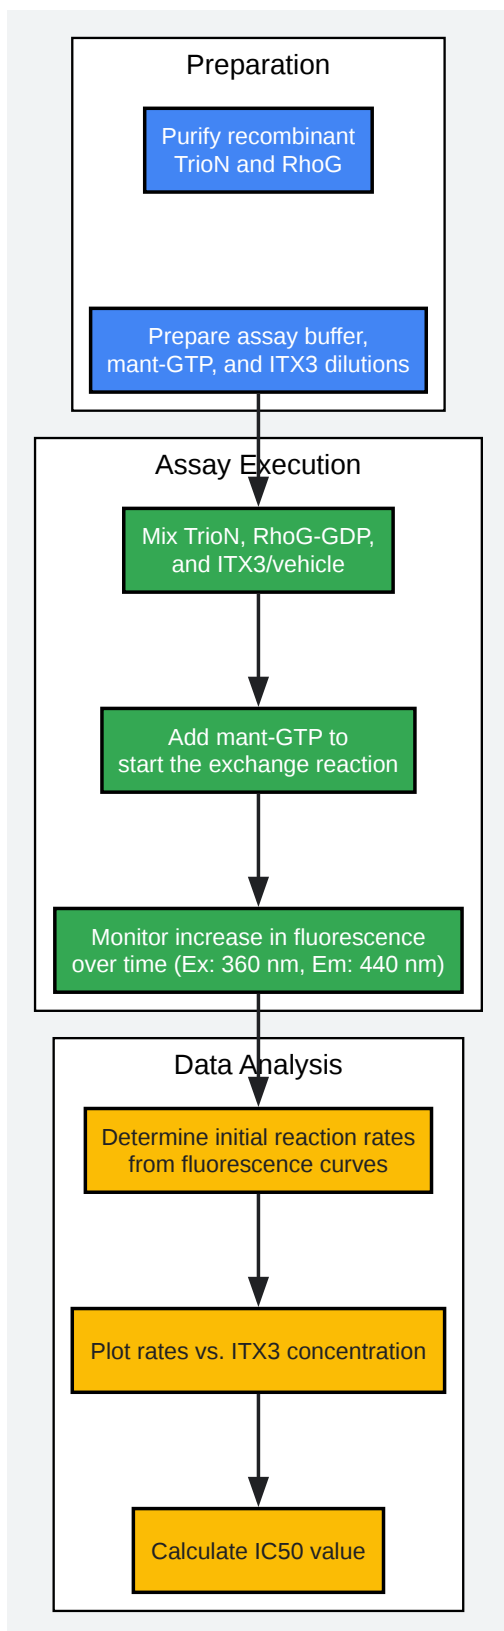 Preparation
Purify recombinant
TrioN and RhoG
Prepare assay buffer,
mant-GTP, and ITX3 dilutions
Assay Execution
Mix TrioN, RhoG-GDP,
and ITX3/vehicle
Add mant-GTP to
start the exchange reaction
Monitor increase in fluorescence
over time (Ex: 360 nm, Em: 440 nm)
Data Analysis
Determine initial reaction rates
from fluorescence curves
Plot rates vs. ITX3 concentration
Calculate IC50 value